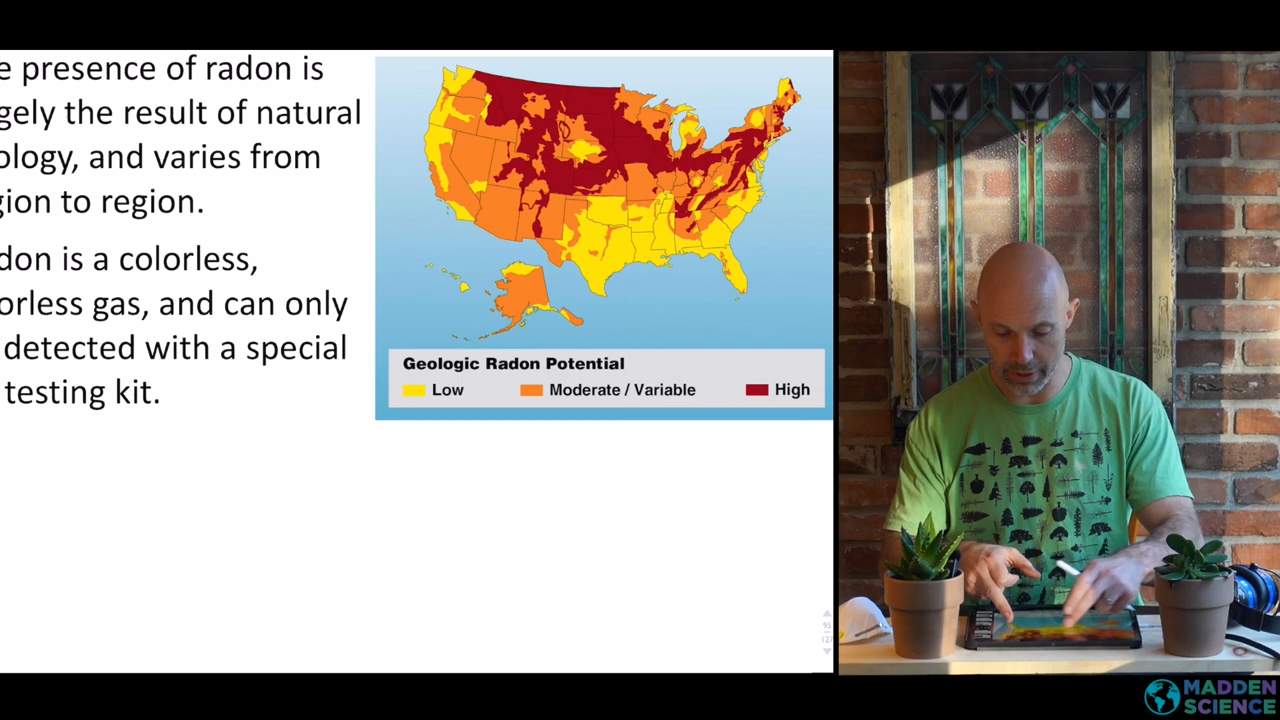 e presence of radon is
gely the result of natural
ology, and varies from
gion to region.
don is a colorless,
orless gas, and can only
detected with a special
testing kit.
Geologic Radon Potential
Low Moderate / Variable High
95
127
MADDEN
SCIENCE